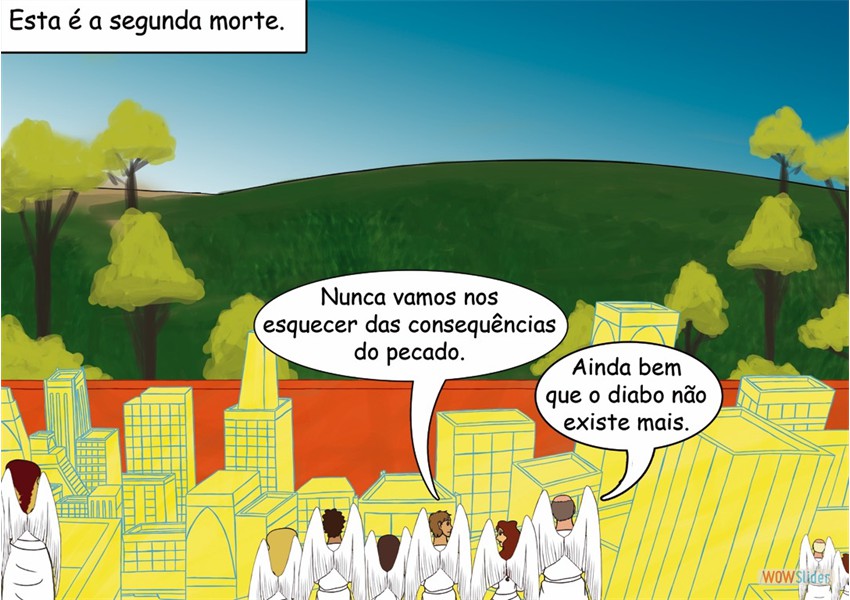 Esta é a segunda morte.
Nunca vamos nos
esquecer das consequências
do pecado.
Ainda bem
que o diabo não
existe mais.
WOWSlider